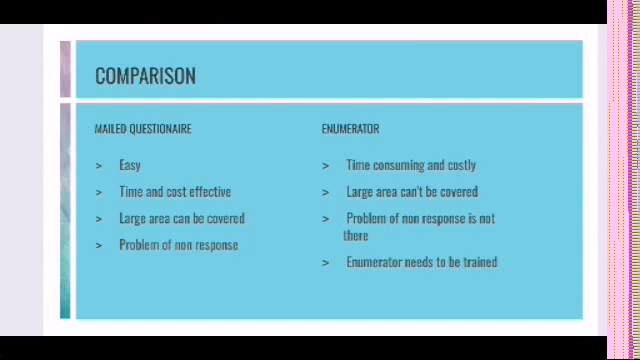 COMPARISON
MAILED QUESTIONAIRE
> Easy
> Time and cost effective
> Large area can be covered
> Problem of non response
ENUMERATOR
> Time consuming and costly
> Large area can't be covered
> Problem of non response is not
there
> Enumerator needs to be trained